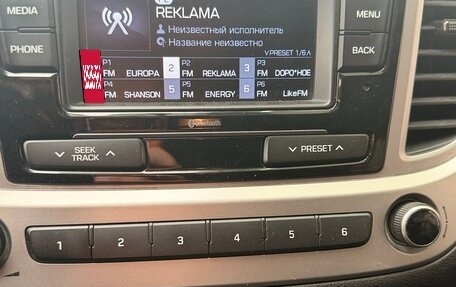 MEDIA
PHONE
REKLAMA
Неизвестный исполнитель
Название неизвестно
MENU
BACK
˅ PRESET 1/6 ˄
P1 FM EUROPA
2 P2 FM REKLAMA
3 P3 FM DOPO*HOE
P4 FM SHANSON
5 P5 FM ENERGY
6 P6 FM LikeFM
Bluetooth
˅ SEEK ˄
TRACK
˅ PRESET ˄
1 2 3 4 5 6